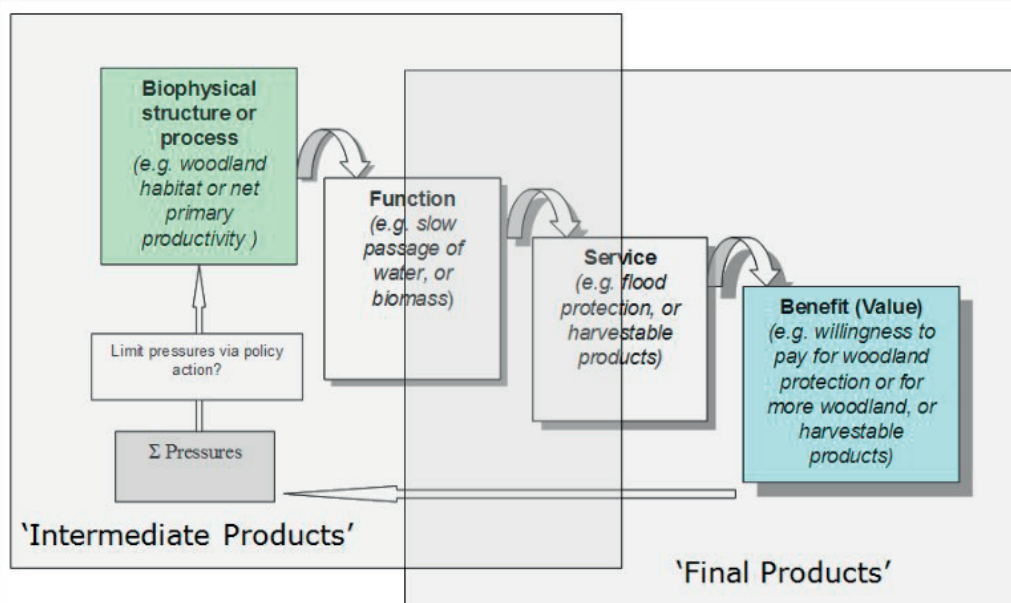 Biophysical
structure or
process
(e.g. woodland
habitat or net
primary
productivity )
Function
(e.g. slow
passage of
water, or
biomass)
Service
(e.g. flood
protection, or
harvestable
products)
Benefit (Value)
(e.g. willingness to
pay for woodland
protection or for
more woodland, or
harvestable
products)
Limit pressures via policy
action?
Σ Pressures
‘Intermediate Products’
‘Final Products’